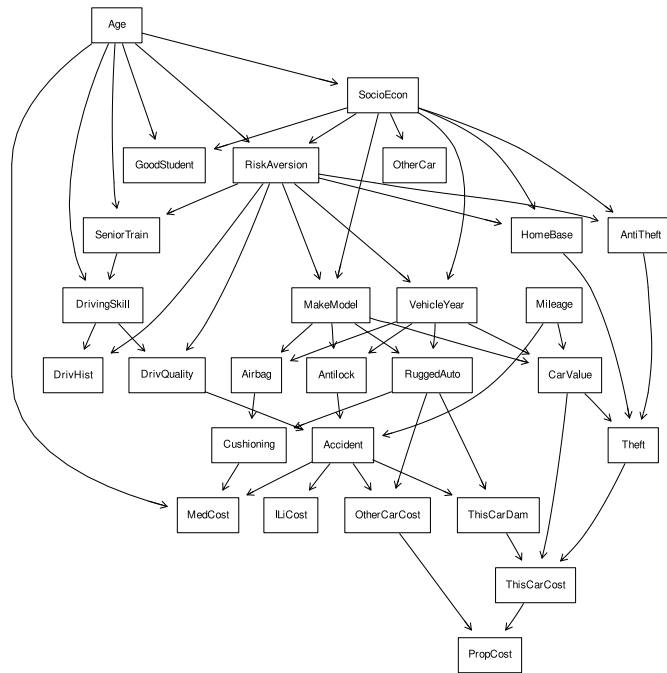 Age
SocioEcon
GoodStudent
RiskAversion
OtherCar
SeniorTrain
HomeBase
AntiTheft
DrivingSkill
MakeModel
VehicleYear
Mileage
DrivHist
DrivQuality
Airbag
Antilock
RuggedAuto
CarValue
Cushioning
Accident
Theft
MedCost
ILiCost
OtherCarCost
ThisCarDam
ThisCarCost
PropCost